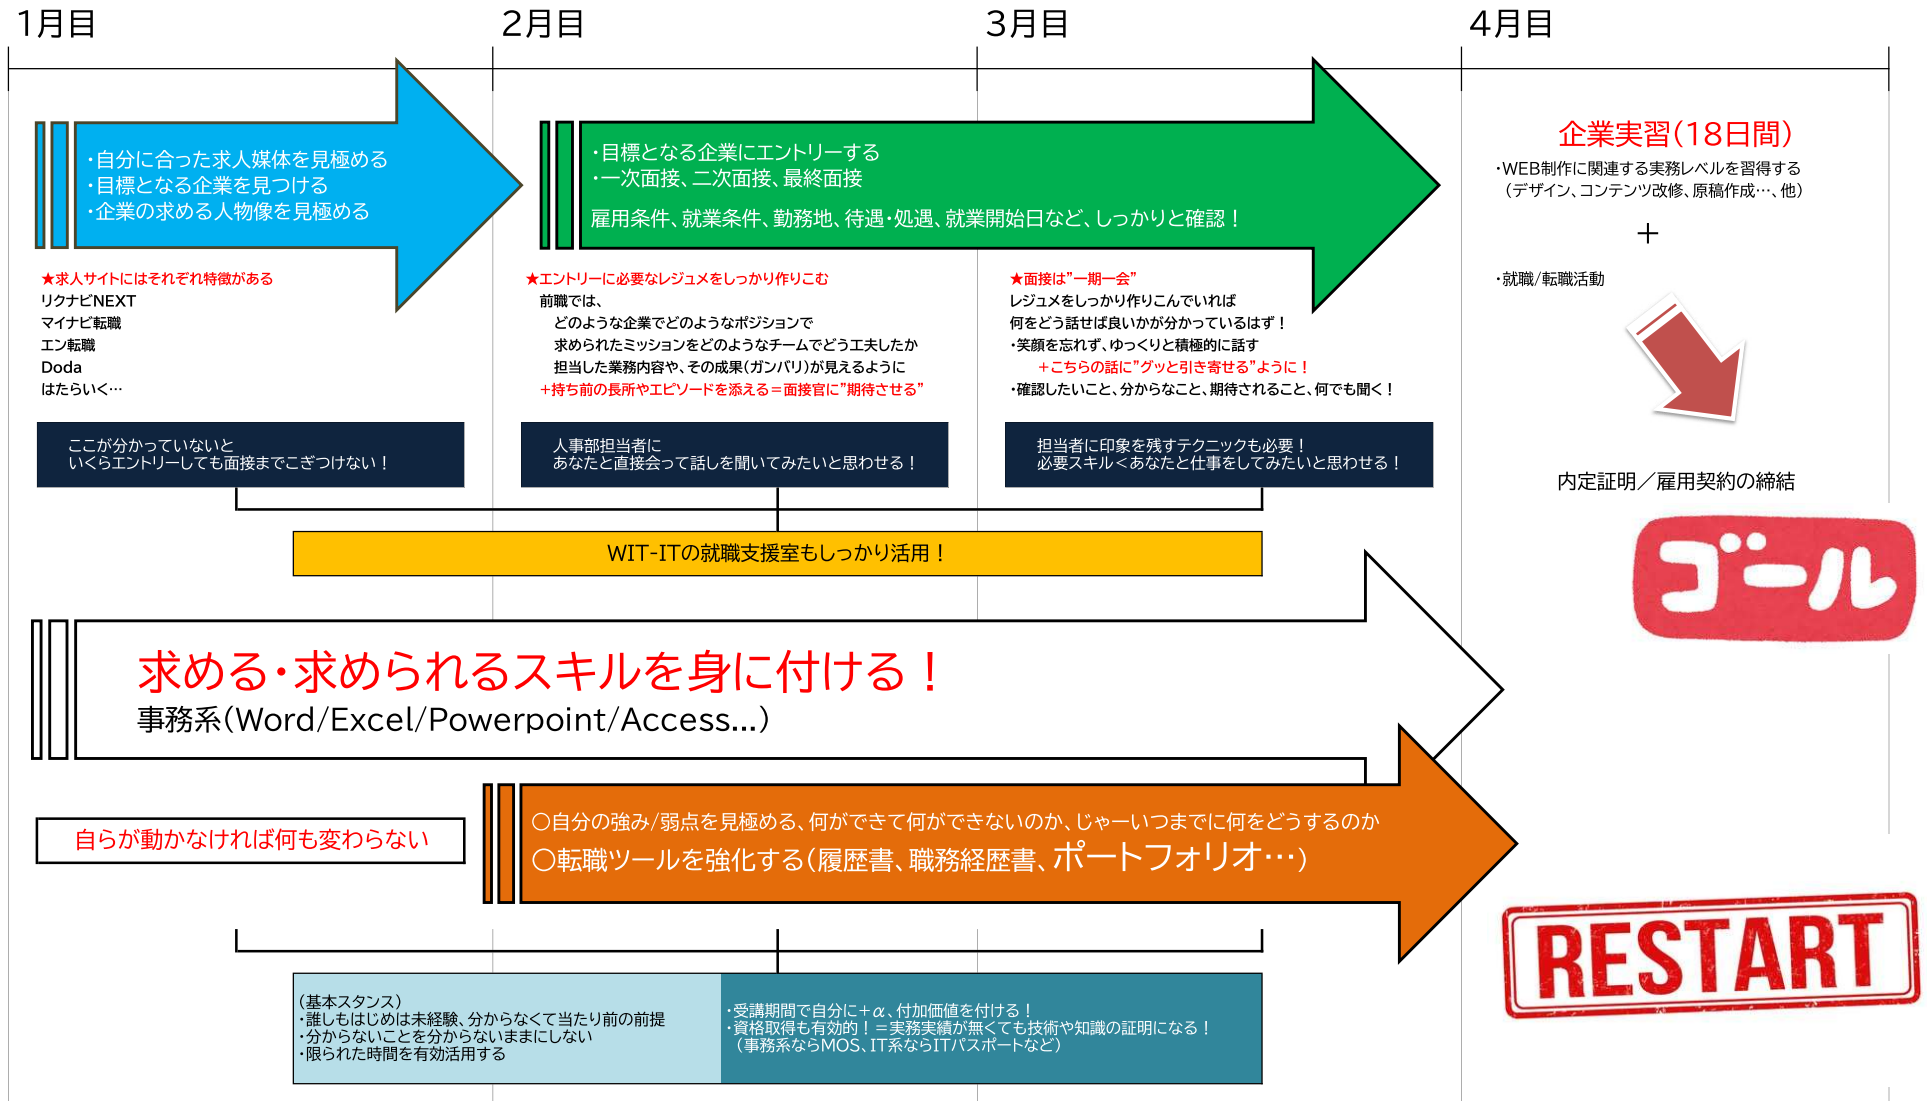 1月目
2月目
3月目
4月目
・自分に合った求人媒体を見極める
・目標となる企業を見つける
・企業の求める人物像を見極める
・目標となる企業にエントリーする
・一次面接、二次面接、最終面接
雇用条件、就業条件、勤務地、待遇・処遇、就業開始日など、しっかりと確認！
企業実習(18日間)
・WEB制作に関連する実務レベルを習得する
（デザイン、コンテンツ改修、原稿作成…、他）
＋
・就職/転職活動
★求人サイトにはそれぞれ特徴がある
リクナビNEXT
マイナビ転職
エン転職
Doda
はたらいく…
★エントリーに必要なレジュメをしっかり作りこむ
前職では、
どのような企業でどのようなポジションで
求められたミッションをどのようなチームでどう工夫したか
担当した業務内容や、その成果(ガンバリ)が見えるように
＋持ち前の長所やエピソードを添える＝面接官に”期待させる”
★面接は”一期一会”
レジュメをしっかり作りこんでいれば
何をどう話せば良いかが分かっているはず！
・笑顔を忘れず、ゆっくりと積極的に話す
＋こちらの話に”グッと引き寄せる”ように！
・確認したいこと、分からなこと、期待されること、何でも聞く！
ここが分かっていないと
いくらエントリーしても面接までこぎつけない！
人事部担当者に
あなたと直接会って話しを聞いてみたいと思わせる！
担当者に印象を残すテクニックも必要！
必要スキル＜あなたと仕事をしてみたいと思わせる！
内定証明／雇用契約の締結
ゴール
WIT-ITの就職支援室もしっかり活用！
求める・求められるスキルを身に付ける！
事務系(Word/Excel/Powerpoint/Access…)
自らが動かなければ何も変わらない
○自分の強み/弱点を見極める、何ができて何ができないのか、じゃーいつまでに何をどうするのか
○転職ツールを強化する(履歴書、職務経歴書、ポートフォリオ…)
RESTART
（基本スタンス）
・誰しもはじめは未経験、分からなくて当たり前の前提
・分からないことを分からないままにしない
・限られた時間を有効活用する
・受講期間で自分に＋α、付加価値を付ける！
・資格取得も有効的！＝実務実績が無くても技術や知識の証明になる！
（事務系ならMOS、IT系ならITパスポートなど）